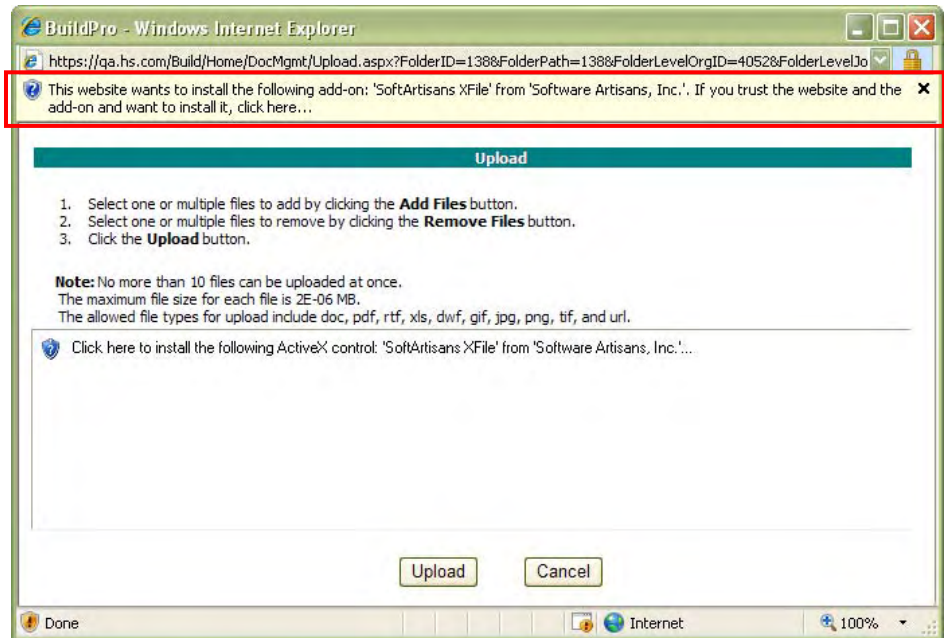 BuildPro - Windows Internet Explorer
https://qa.hs.com/Build/Home/DocMgmt/Upload.aspx?FolderID=138&FolderPath=138&FolderLevelOrgID=4052&FolderLevelJo
This website wants to install the following add-on: 'SoftArtisans XFile' from 'Software Artisans, Inc.'. If you trust the website and the
add-on and want to install it, click here...
Upload
1. Select one or multiple files to add by clicking the Add Files button.
2. Select one or multiple files to remove by clicking the Remove Files button.
3. Click the Upload button.
Note: No more than 10 files can be uploaded at once.
The maximum file size for each file is 2E-06 MB.
The allowed file types for upload include doc, pdf, rtf, xls, dwf, gif, jpg, png, tif, and url.
Click here to install the following ActiveX control: 'SoftArtisans XFile' from 'Software Artisans, Inc.'...
Upload Cancel
Done Internet 100%